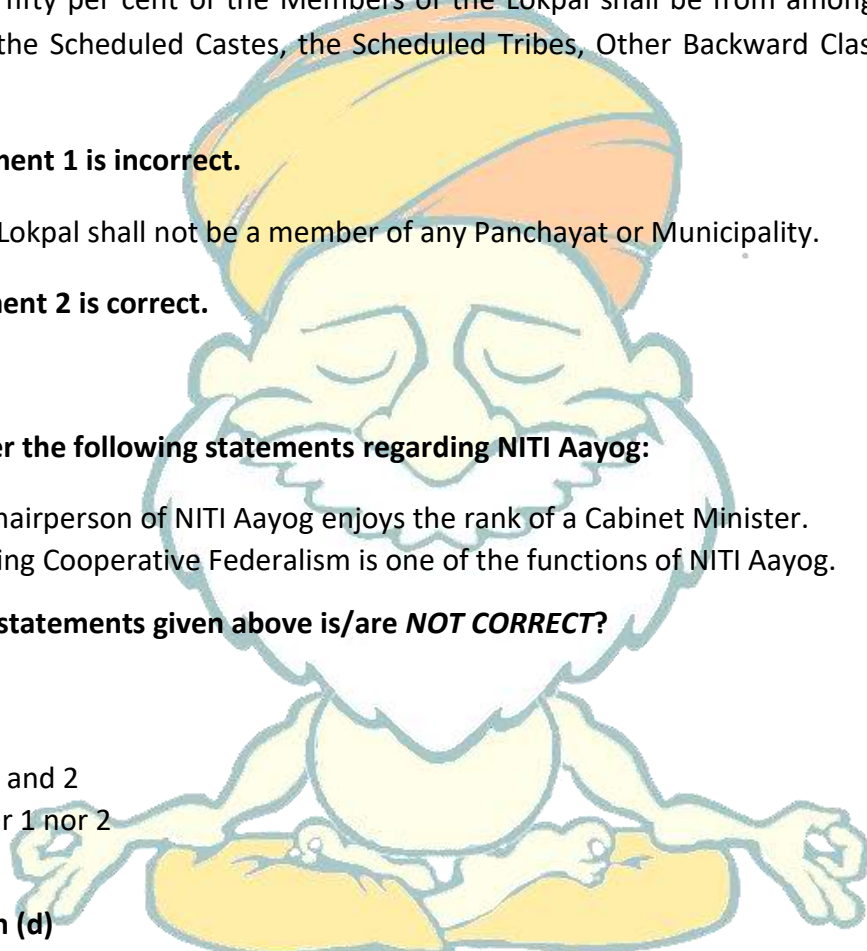 fifty per cent of the Members of the Lokpal shall be from among
the Scheduled Castes, the Scheduled Tribes, Other Backward Clas
ment 1 is incorrect.
Lokpal shall not be a member of any Panchayat or Municipality.
ment 2 is correct.
er the following statements regarding NITI Aayog:
hairperson of NITI Aayog enjoys the rank of a Cabinet Minister.
ing Cooperative Federalism is one of the functions of NITI Aayog.
statements given above is/are NOT CORRECT?
and 2
r 1 nor 2
n (d)